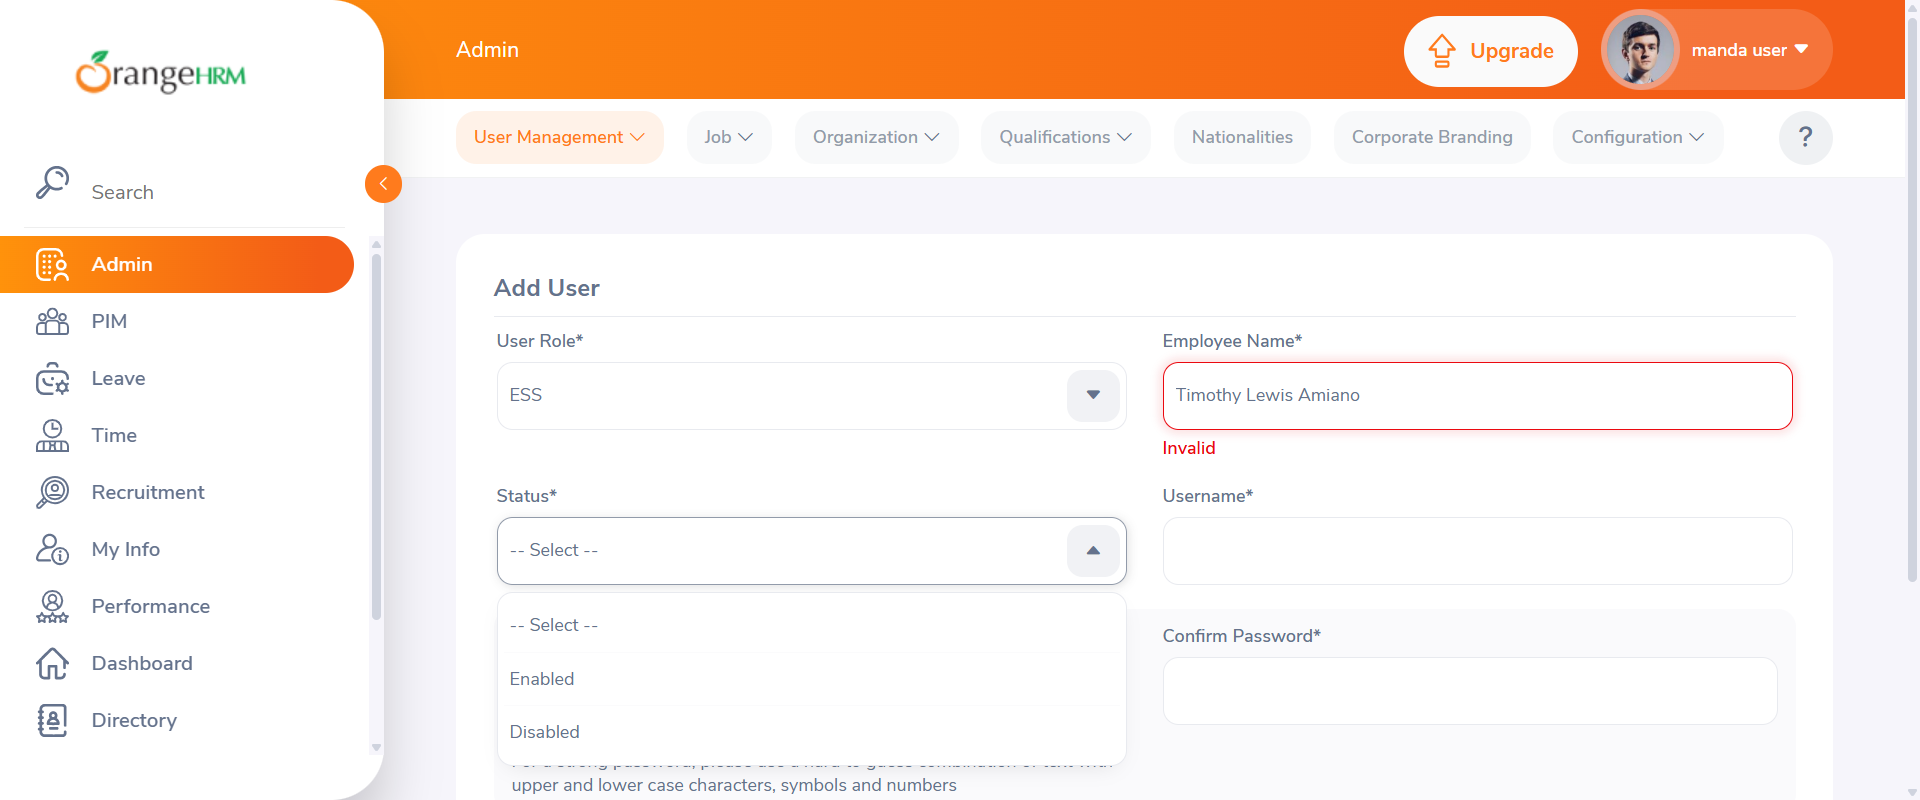 OrangeHRM
Admin
Upgrade
manda user
User Management
Job
Organization
Qualifications
Nationalities
Corporate Branding
Configuration
?
Search
Admin
PIM
Leave
Time
Recruitment
My Info
Performance
Dashboard
Directory
Add User
User Role*
Employee Name*
ESS
Timothy Lewis Amiano
Invalid
Status*
Username*
-- Select --
-- Select --
Enabled
Disabled
Confirm Password*
upper and lower case characters, symbols and numbers